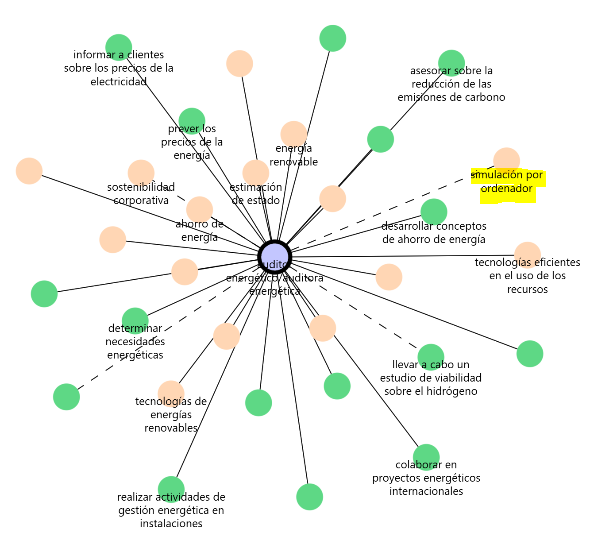 informar a clientes
sobre los precios de la
electricidad
asesorar sobre la
reducción de las
emisiones de carbono
prever los
precios de la
energía
energía
renovable
simulación por
ordenador
sostenibilidad
corporativa
estimación
de estado
ahorro de
energía
desarrollar conceptos
de ahorro de energía
auditor
energético/auditora
energética
tecnologías eficientes
en el uso de los
recursos
determinar
necesidades
energéticas
llevar a cabo un
estudio de viabilidad
sobre el hidrógeno
tecnologías de
energías
renovables
colaborar en
proyectos energéticos
internacionales
realizar actividades de
gestión energética en
instalaciones